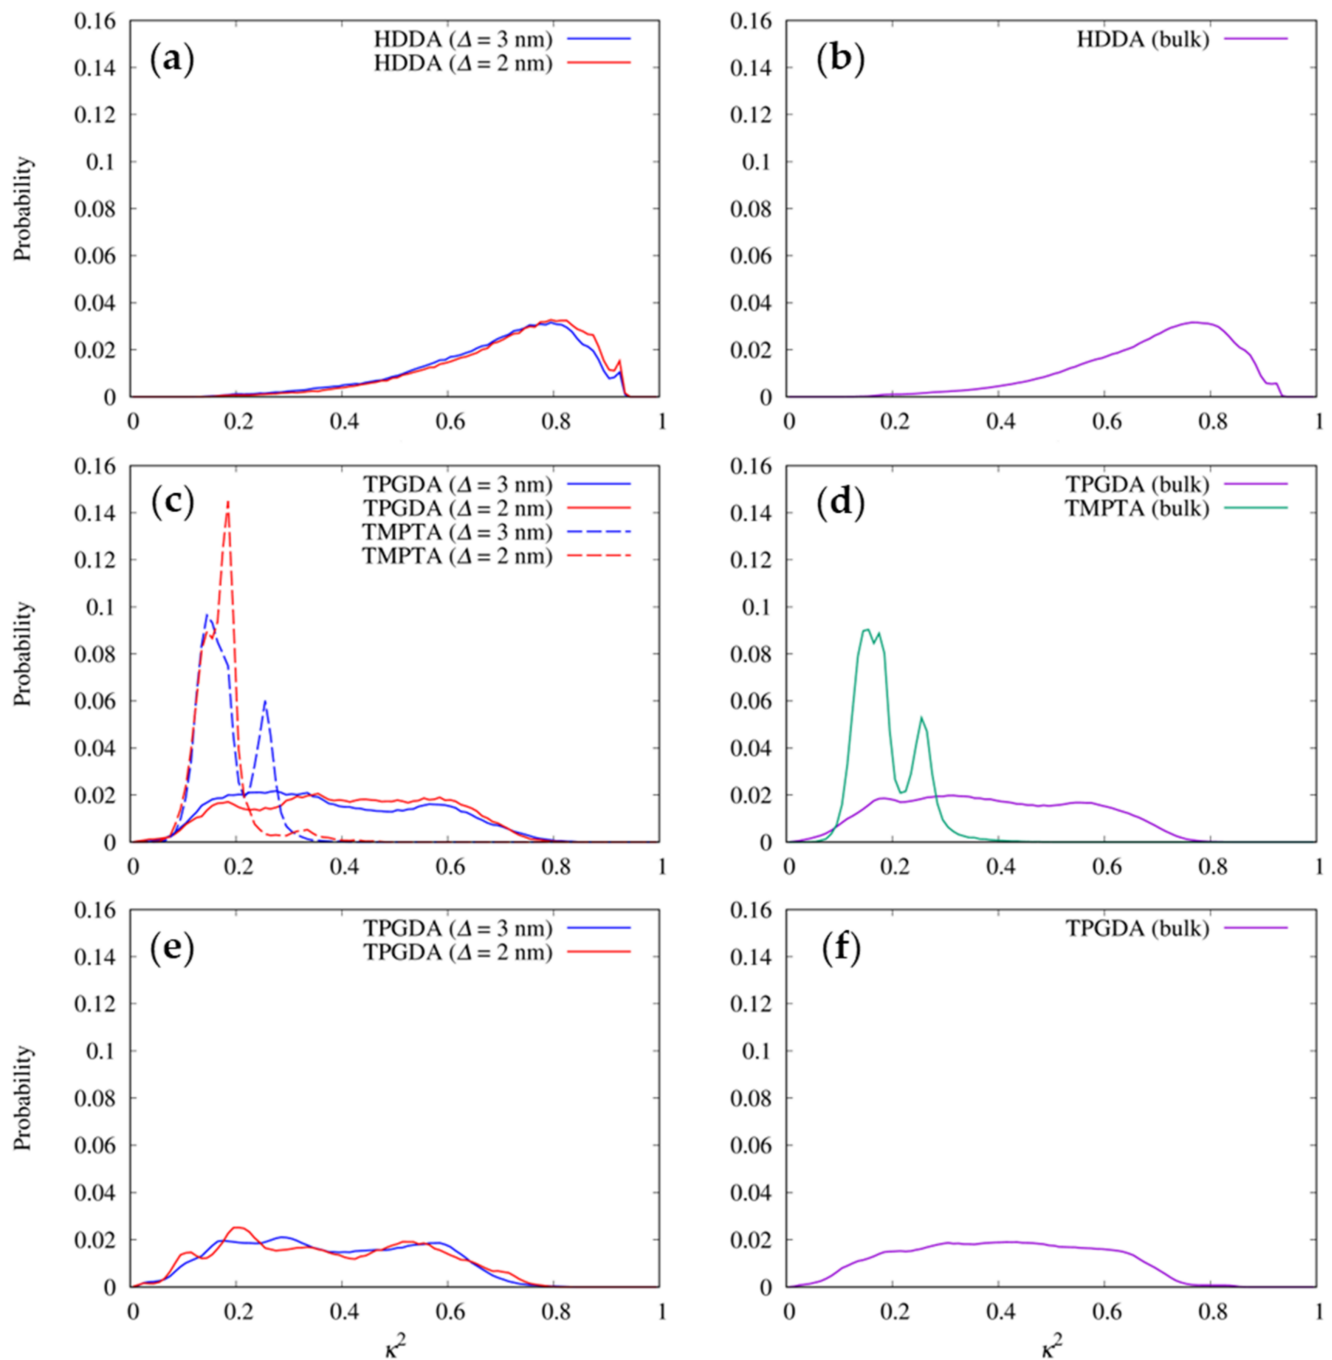 (a)
HDDA (Δ = 3 nm)
HDDA (Δ = 2 nm)
Probability
0.16
0.14
0.12
0.1
0.08
0.06
0.04
0.02
0
0 0.2 0.4 0.6 0.8 1
(b)
HDDA (bulk)
0.16
0.14
0.12
0.1
0.08
0.06
0.04
0.02
0
0 0.2 0.4 0.6 0.8 1
(c)
TPGDA (Δ = 3 nm)
TPGDA (Δ = 2 nm)
TMPTA (Δ = 3 nm)
TMPTA (Δ = 2 nm)
Probability
0.16
0.14
0.12
0.1
0.08
0.06
0.04
0.02
0
0 0.2 0.4 0.6 0.8 1
(d)
TPGDA (bulk)
TMPTA (bulk)
0.16
0.14
0.12
0.1
0.08
0.06
0.04
0.02
0
0 0.2 0.4 0.6 0.8 1
(e)
TPGDA (Δ = 3 nm)
TPGDA (Δ = 2 nm)
Probability
0.16
0.14
0.12
0.1
0.08
0.06
0.04
0.02
0
0 0.2 0.4 0.6 0.8 1
κ²
(f)
TPGDA (bulk)
0.16
0.14
0.12
0.1
0.08
0.06
0.04
0.02
0
0 0.2 0.4 0.6 0.8 1
κ²